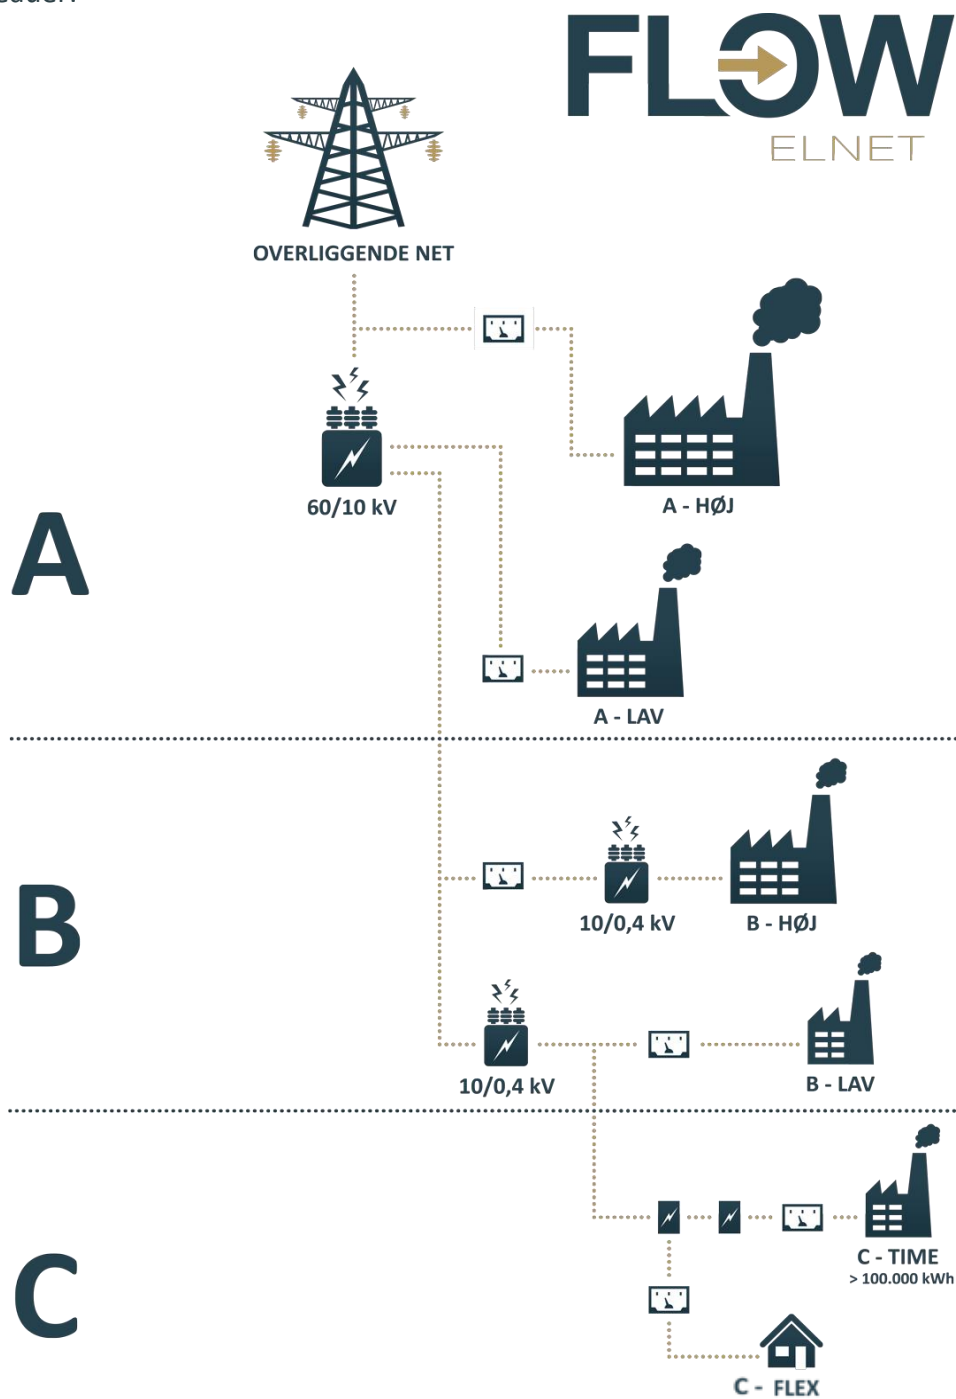 FLOW
ELNET
OVERLIGGENDE NET
60/10 kV
A - HØJ
A
A - LAV
B
10/0,4 kV
B - HØJ
10/0,4 kV
B - LAV
C
C - TIME
> 100.000 kWh
C - FLEX